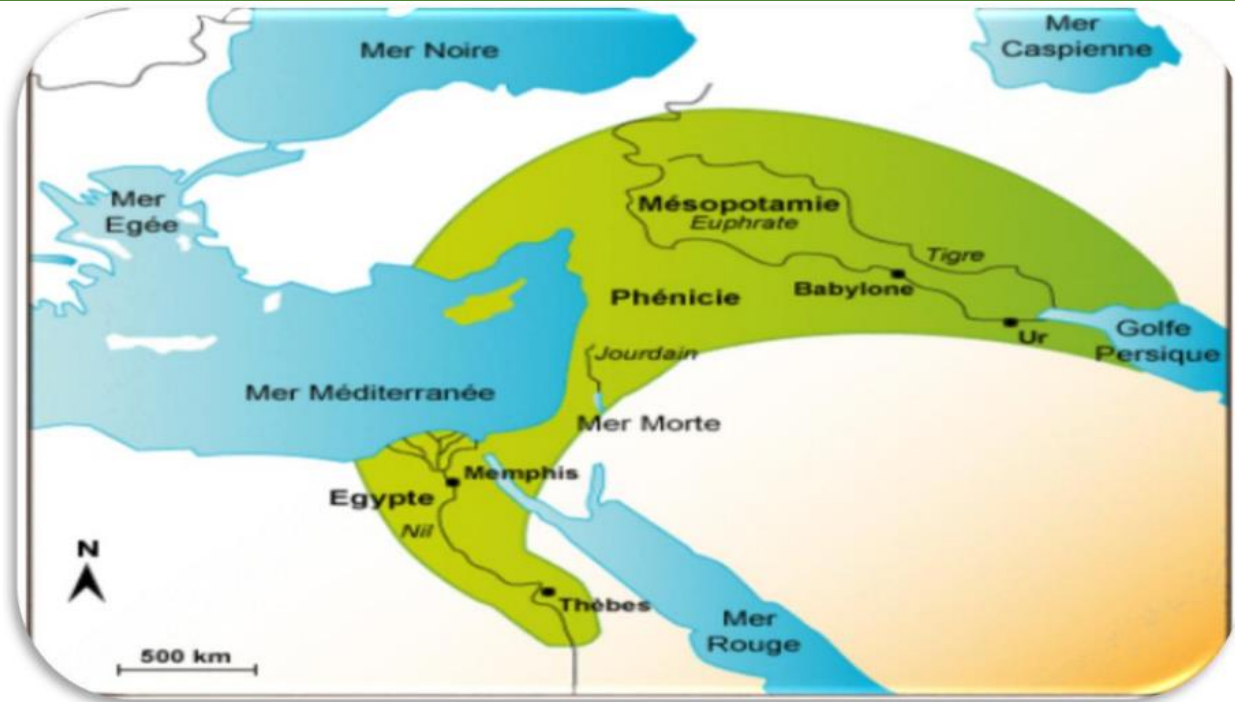 Mer Noire
Mer
Caspienne
Mer
Egée
Mésopotamie
Euphrate
Tigre
Phénicie
Babylone
Ur
Golfe
Persique
Jourdain
Mer Méditerranée
Mer Morte
Memphis
Egypte
Nil
Thèbes
Mer
Rouge
N
500 km